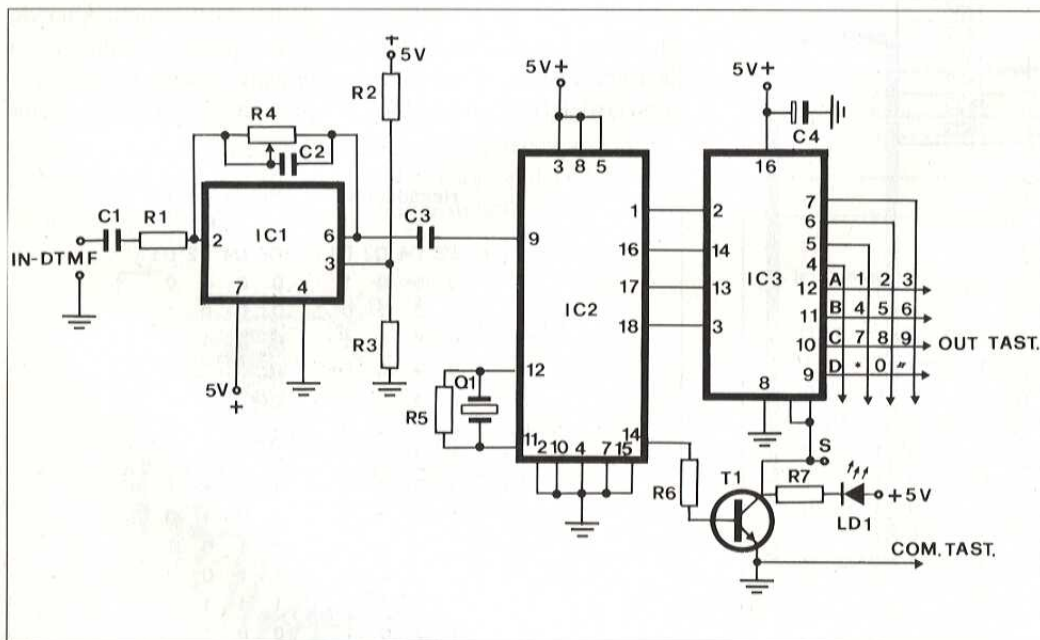 +
5V
R2
5V+
5V+
C4
R4
C2
3 8 5
16
C1 R1
2
IC1
6
3
7 4
C3
9
IN-DTMF
R3
5V
+
IC2
1
16
17
18
2
14
13
3
IC3
7
6
5
4
12 A 1 2 3
11 B 4 5 6
10 C 7 8 9
9 D * 0 "
OUT TAST.
8
12
Q1
R5
11
2 10 4 7 15
14
S
T1
R6
R7
+5V
LD1
COM. TAST.